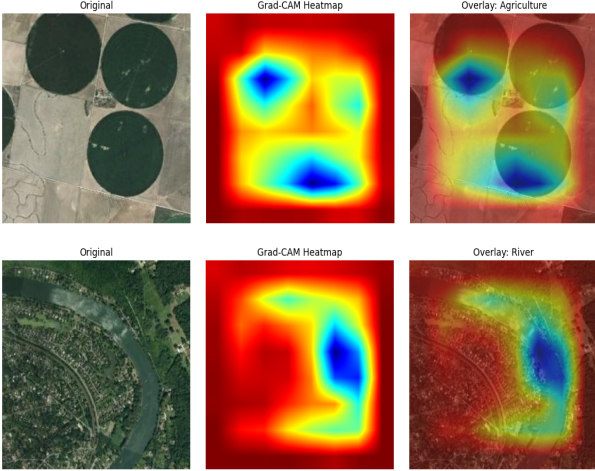 Original
Grad-CAM Heatmap
Overlay: Agriculture
Original
Grad-CAM Heatmap
Overlay: River